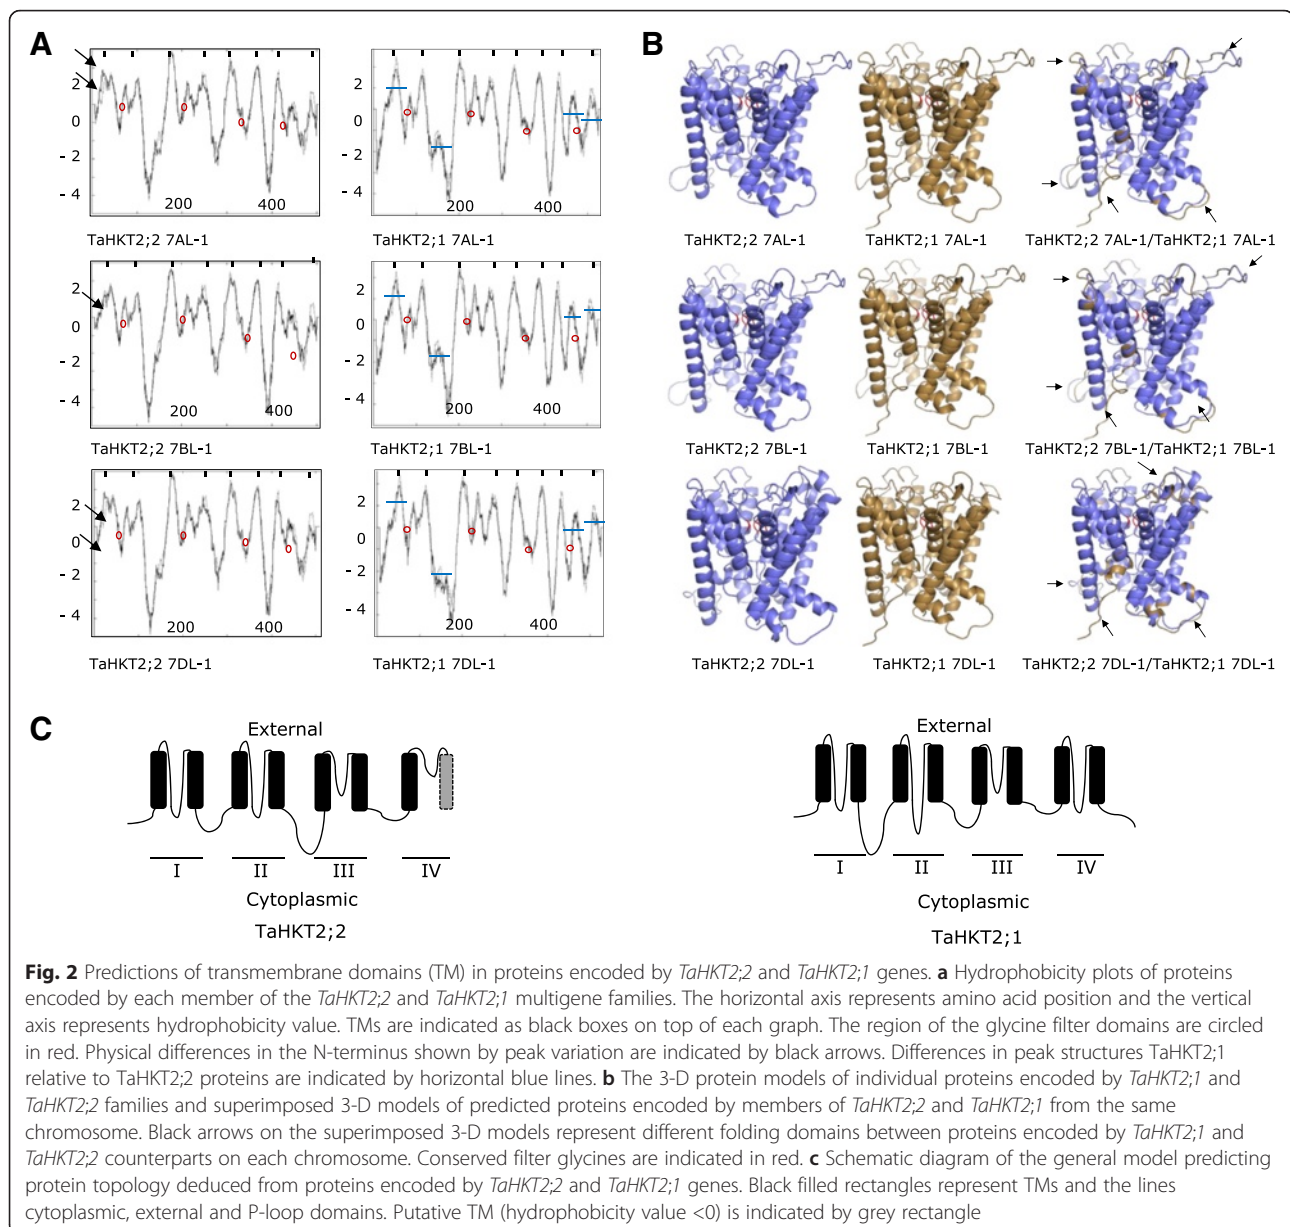 A
B
2
0
- 2
- 4
200
400
TaHKT2;2 7AL-1
2
0
- 2
- 4
200
400
TaHKT2;1 7AL-1
TaHKT2;2 7AL-1
TaHKT2;1 7AL-1
TaHKT2;2 7AL-1/TaHKT2;1 7AL-1
2
0
- 2
- 4
200
400
TaHKT2;2 7BL-1
2
0
- 2
- 4
200
400
TaHKT2;1 7BL-1
TaHKT2;2 7BL-1
TaHKT2;1 7BL-1
TaHKT2;2 7BL-1/TaHKT2;1 7BL-1
2
0
- 2
- 4
200
400
TaHKT2;2 7DL-1
2
0
- 2
- 4
200
400
TaHKT2;1 7DL-1
TaHKT2;2 7DL-1
TaHKT2;1 7DL-1
TaHKT2;2 7DL-1/TaHKT2;1 7DL-1
C
External
I II III IV
Cytoplasmic
TaHKT2;2
External
I II III IV
Cytoplasmic
TaHKT2;1
Fig. 2 Predictions of transmembrane domains (TM) in proteins encoded by TaHKT2;2 and TaHKT2;1 genes. a Hydrophobicity plots of proteins
encoded by each member of the TaHKT2;2 and TaHKT2;1 multigene families. The horizontal axis represents amino acid position and the vertical
axis represents hydrophobicity value. TMs are indicated as black boxes on top of each graph. The region of the glycine filter domains are circled
in red. Physical differences in the N-terminus shown by peak variation are indicated by black arrows. Differences in peak structures TaHKT2;1
relative to TaHKT2;2 proteins are indicated by horizontal blue lines. b The 3-D protein models of individual proteins encoded by TaHKT2;1 and
TaHKT2;2 families and superimposed 3-D models of predicted proteins encoded by members of TaHKT2;2 and TaHKT2;1 from the same
chromosome. Black arrows on the superimposed 3-D models represent different folding domains between proteins encoded by TaHKT2;1 and
TaHKT2;2 counterparts on each chromosome. Conserved filter glycines are indicated in red. c Schematic diagram of the general model predicting
protein topology deduced from proteins encoded by TaHKT2;2 and TaHKT2;1 genes. Black filled rectangles represent TMs and the lines
cytoplasmic, external and P-loop domains. Putative TM (hydrophobicity value <0) is indicated by grey rectangle